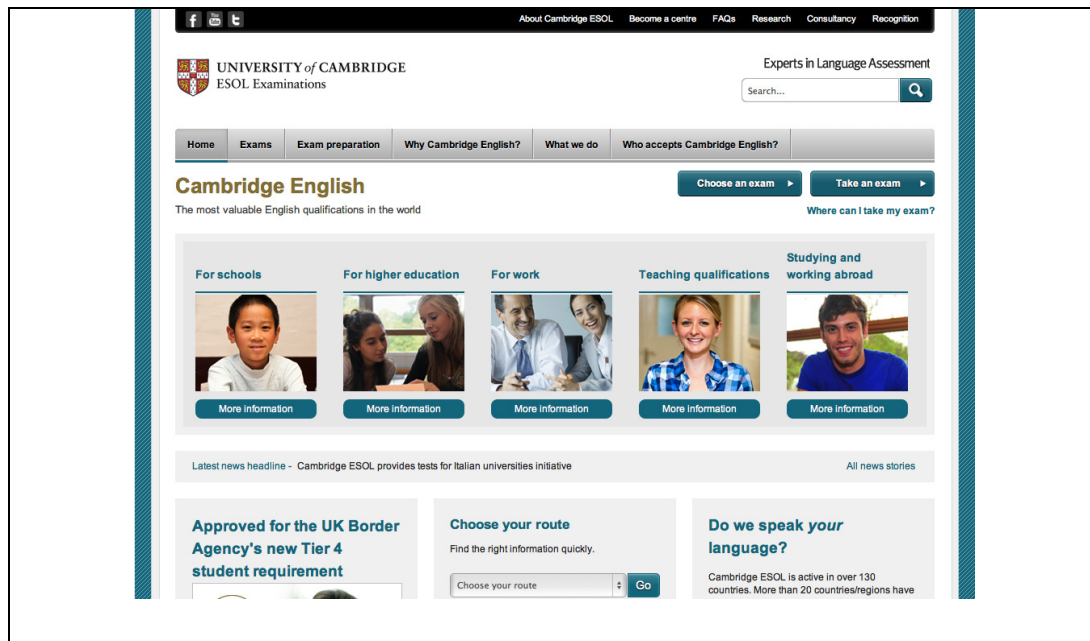 About Cambridge ESOL Become a centre FAQs Research Consultancy Recognition
UNIVERSITY of CAMBRIDGE
ESOL Examinations
Experts in Language Assessment
Search...
Home Exams Exam preparation Why Cambridge English? What we do Who accepts Cambridge English?
Cambridge English
Choose an exam Take an exam
The most valuable English qualifications in the world
Where can I take my exam?
For schools For higher education For work Teaching qualifications Studying and
working abroad
More information More information More information More information More information
Latest news headline - Cambridge ESOL provides tests for Italian universities initiative All news stories
Approved for the UK Border
Agency's new Tier 4
student requirement
Choose your route
Find the right information quickly.
Choose your route Go
Do we speak your
language?
Cambridge ESOL is active in over 130
countries. More than 20 countries/regions have